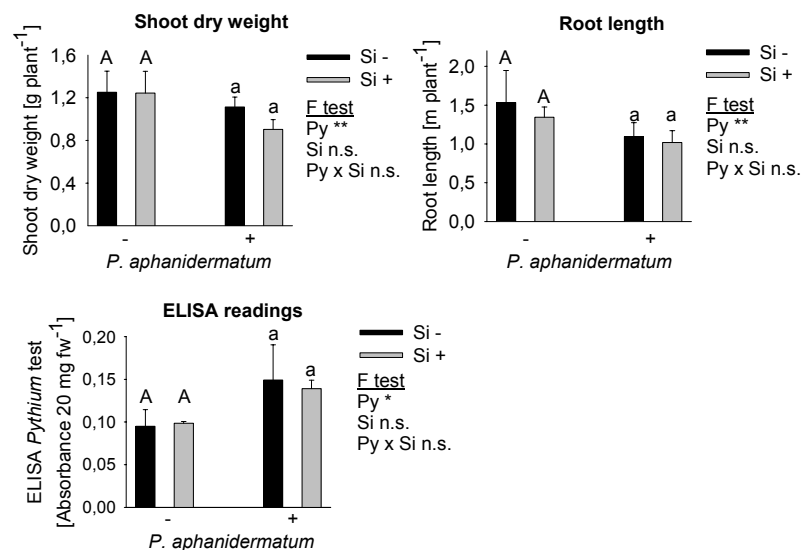 Shoot dry weight
Shoot dry weight [g plant⁻¹]
1,6
1,2
0,8
0,4
0,0
A A
a
a
- +
P. aphanidermatum
Si -
Si +
F test
Py **
Si n.s.
Py x Si n.s.
Root length
Root length [m plant⁻¹]
2,0
1,5
1,0
0,5
0,0
A
A
a a
- +
P. aphanidermatum
Si -
Si +
F test
Py **
Si n.s.
Py x Si n.s.
ELISA readings
ELISA Pythium test
[Absorbance 20 mg fw⁻¹]
0,20
0,15
0,10
0,05
0,00
A A
a
a
- +
P. aphanidermatum
Si -
Si +
F test
Py *
Si n.s.
Py x Si n.s.